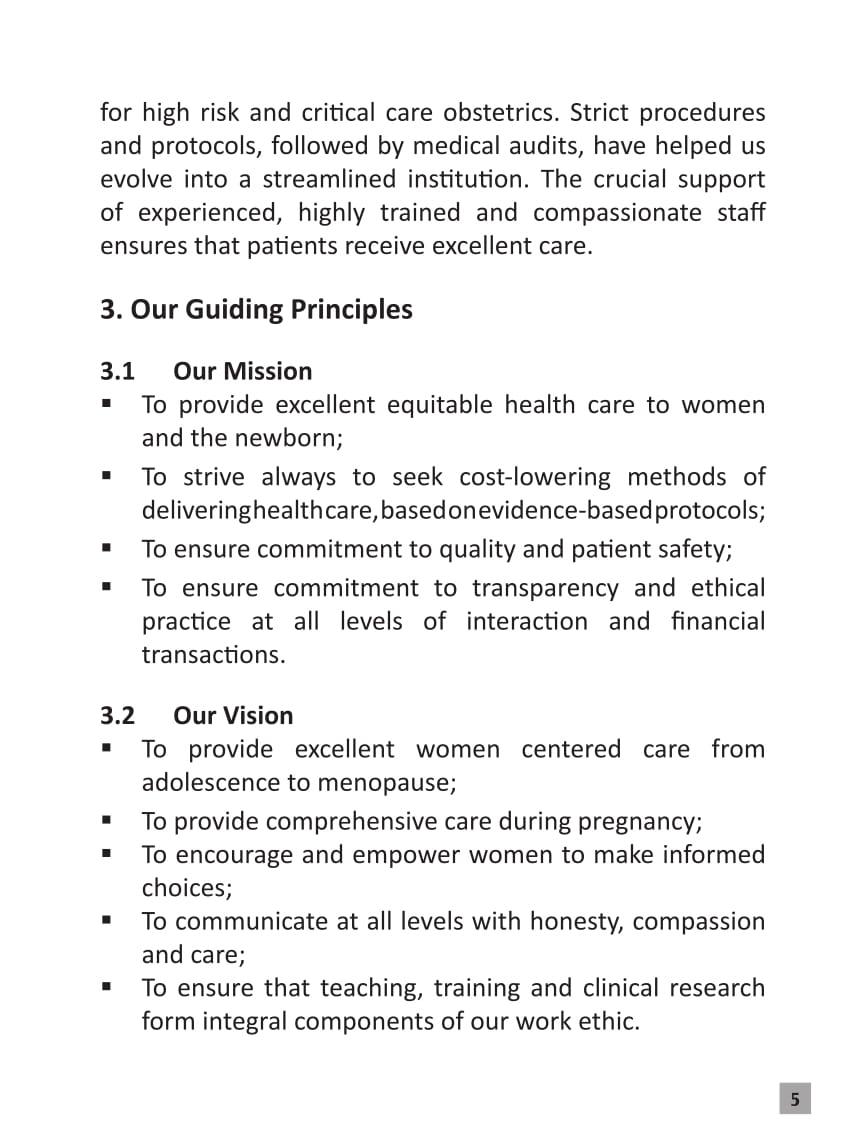 for high risk and critical care obstetrics. Strict procedures
and protocols, followed by medical audits, have helped us
evolve into a streamlined institution. The crucial support
of experienced, highly trained and compassionate staff
ensures that patients receive excellent care.
3. Our Guiding Principles
3.1 Our Mission
▪ To provide excellent equitable health care to women
and the newborn;
▪ To strive always to seek cost-lowering methods of
delivering health care, based on evidence-based protocols;
▪ To ensure commitment to quality and patient safety;
▪ To ensure commitment to transparency and ethical
practice at all levels of interaction and financial
transactions.
3.2 Our Vision
▪ To provide excellent women centered care from
adolescence to menopause;
▪ To provide comprehensive care during pregnancy;
▪ To encourage and empower women to make informed
choices;
▪ To communicate at all levels with honesty, compassion
and care;
▪ To ensure that teaching, training and clinical research
form integral components of our work ethic.
5